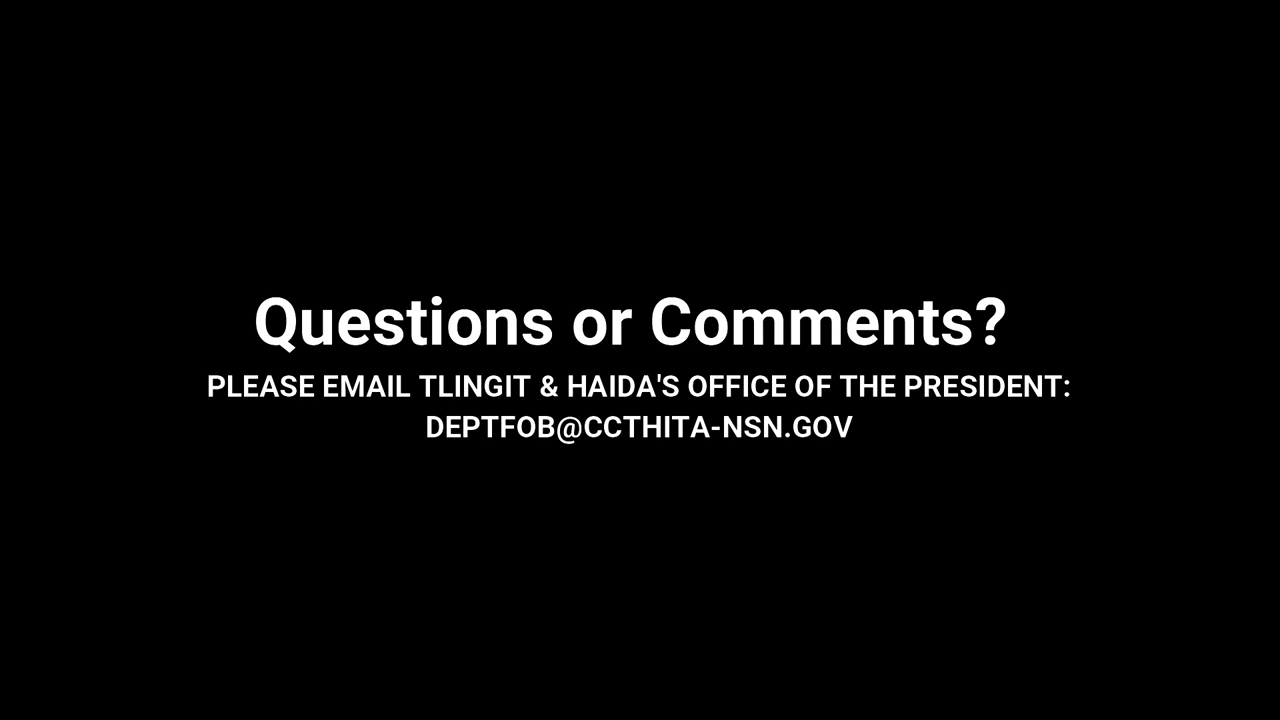 Questions or Comments?
PLEASE EMAIL TLINGIT & HAIDA'S OFFICE OF THE PRESIDENT:
DEPTFOB@CCTHITA-NSN.GOV